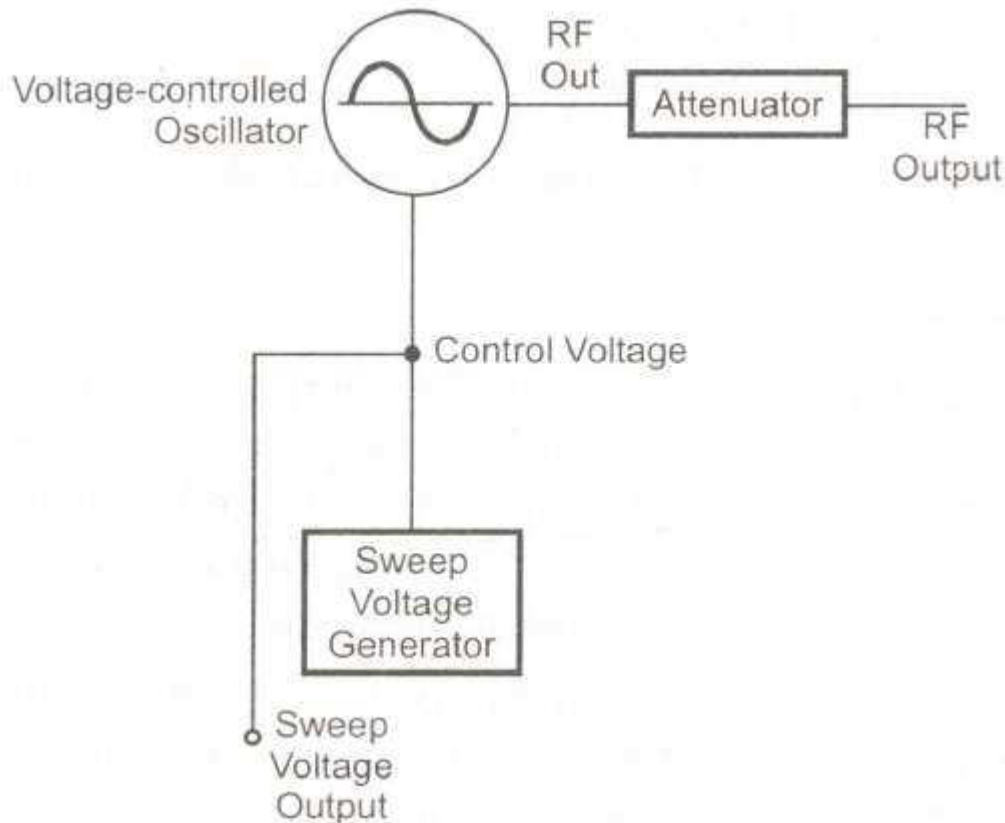 RF
Out
Voltage-controlled
Oscillator
Attenuator
RF
Output
Control Voltage
Sweep
Voltage
Generator
Sweep
Voltage
Output